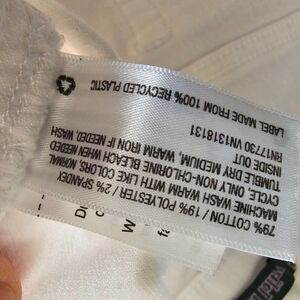 79% COTTON / 19% POLYESTER / 2% SPANDEX
MACHINE WASH WARM WITH LIKE COLORS, NORMAL
CYCLE, ONLY NON-CHLORINE BLEACH WHEN NEEDED,
TUMBLE DRY MEDIUM, WARM IRON IF NEEDED. WASH
INSIDE OUT
RN17730 VN1318131
LABEL MADE FROM 100% RECYCLED PLASTIC